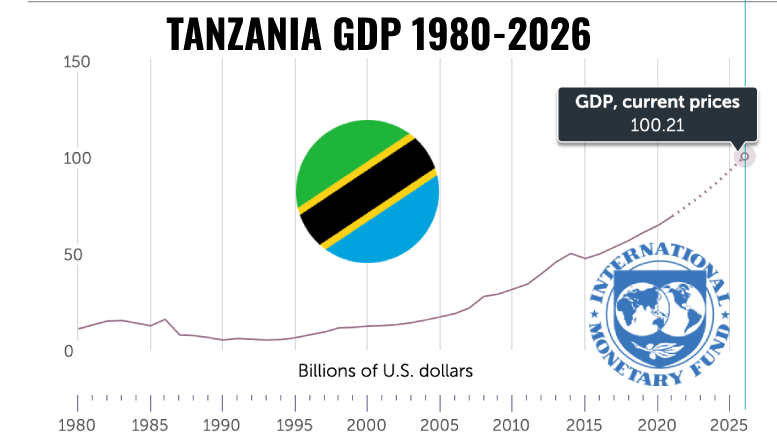 TANZANIA GDP 1980-2026
150
GDP, current prices
100.21
100
50
INTERNATIONAL
MONETARY FUND
0
Billions of U.S. dollars
1980 1985 1990 1995 2000 2005 2010 2015 2020 2025